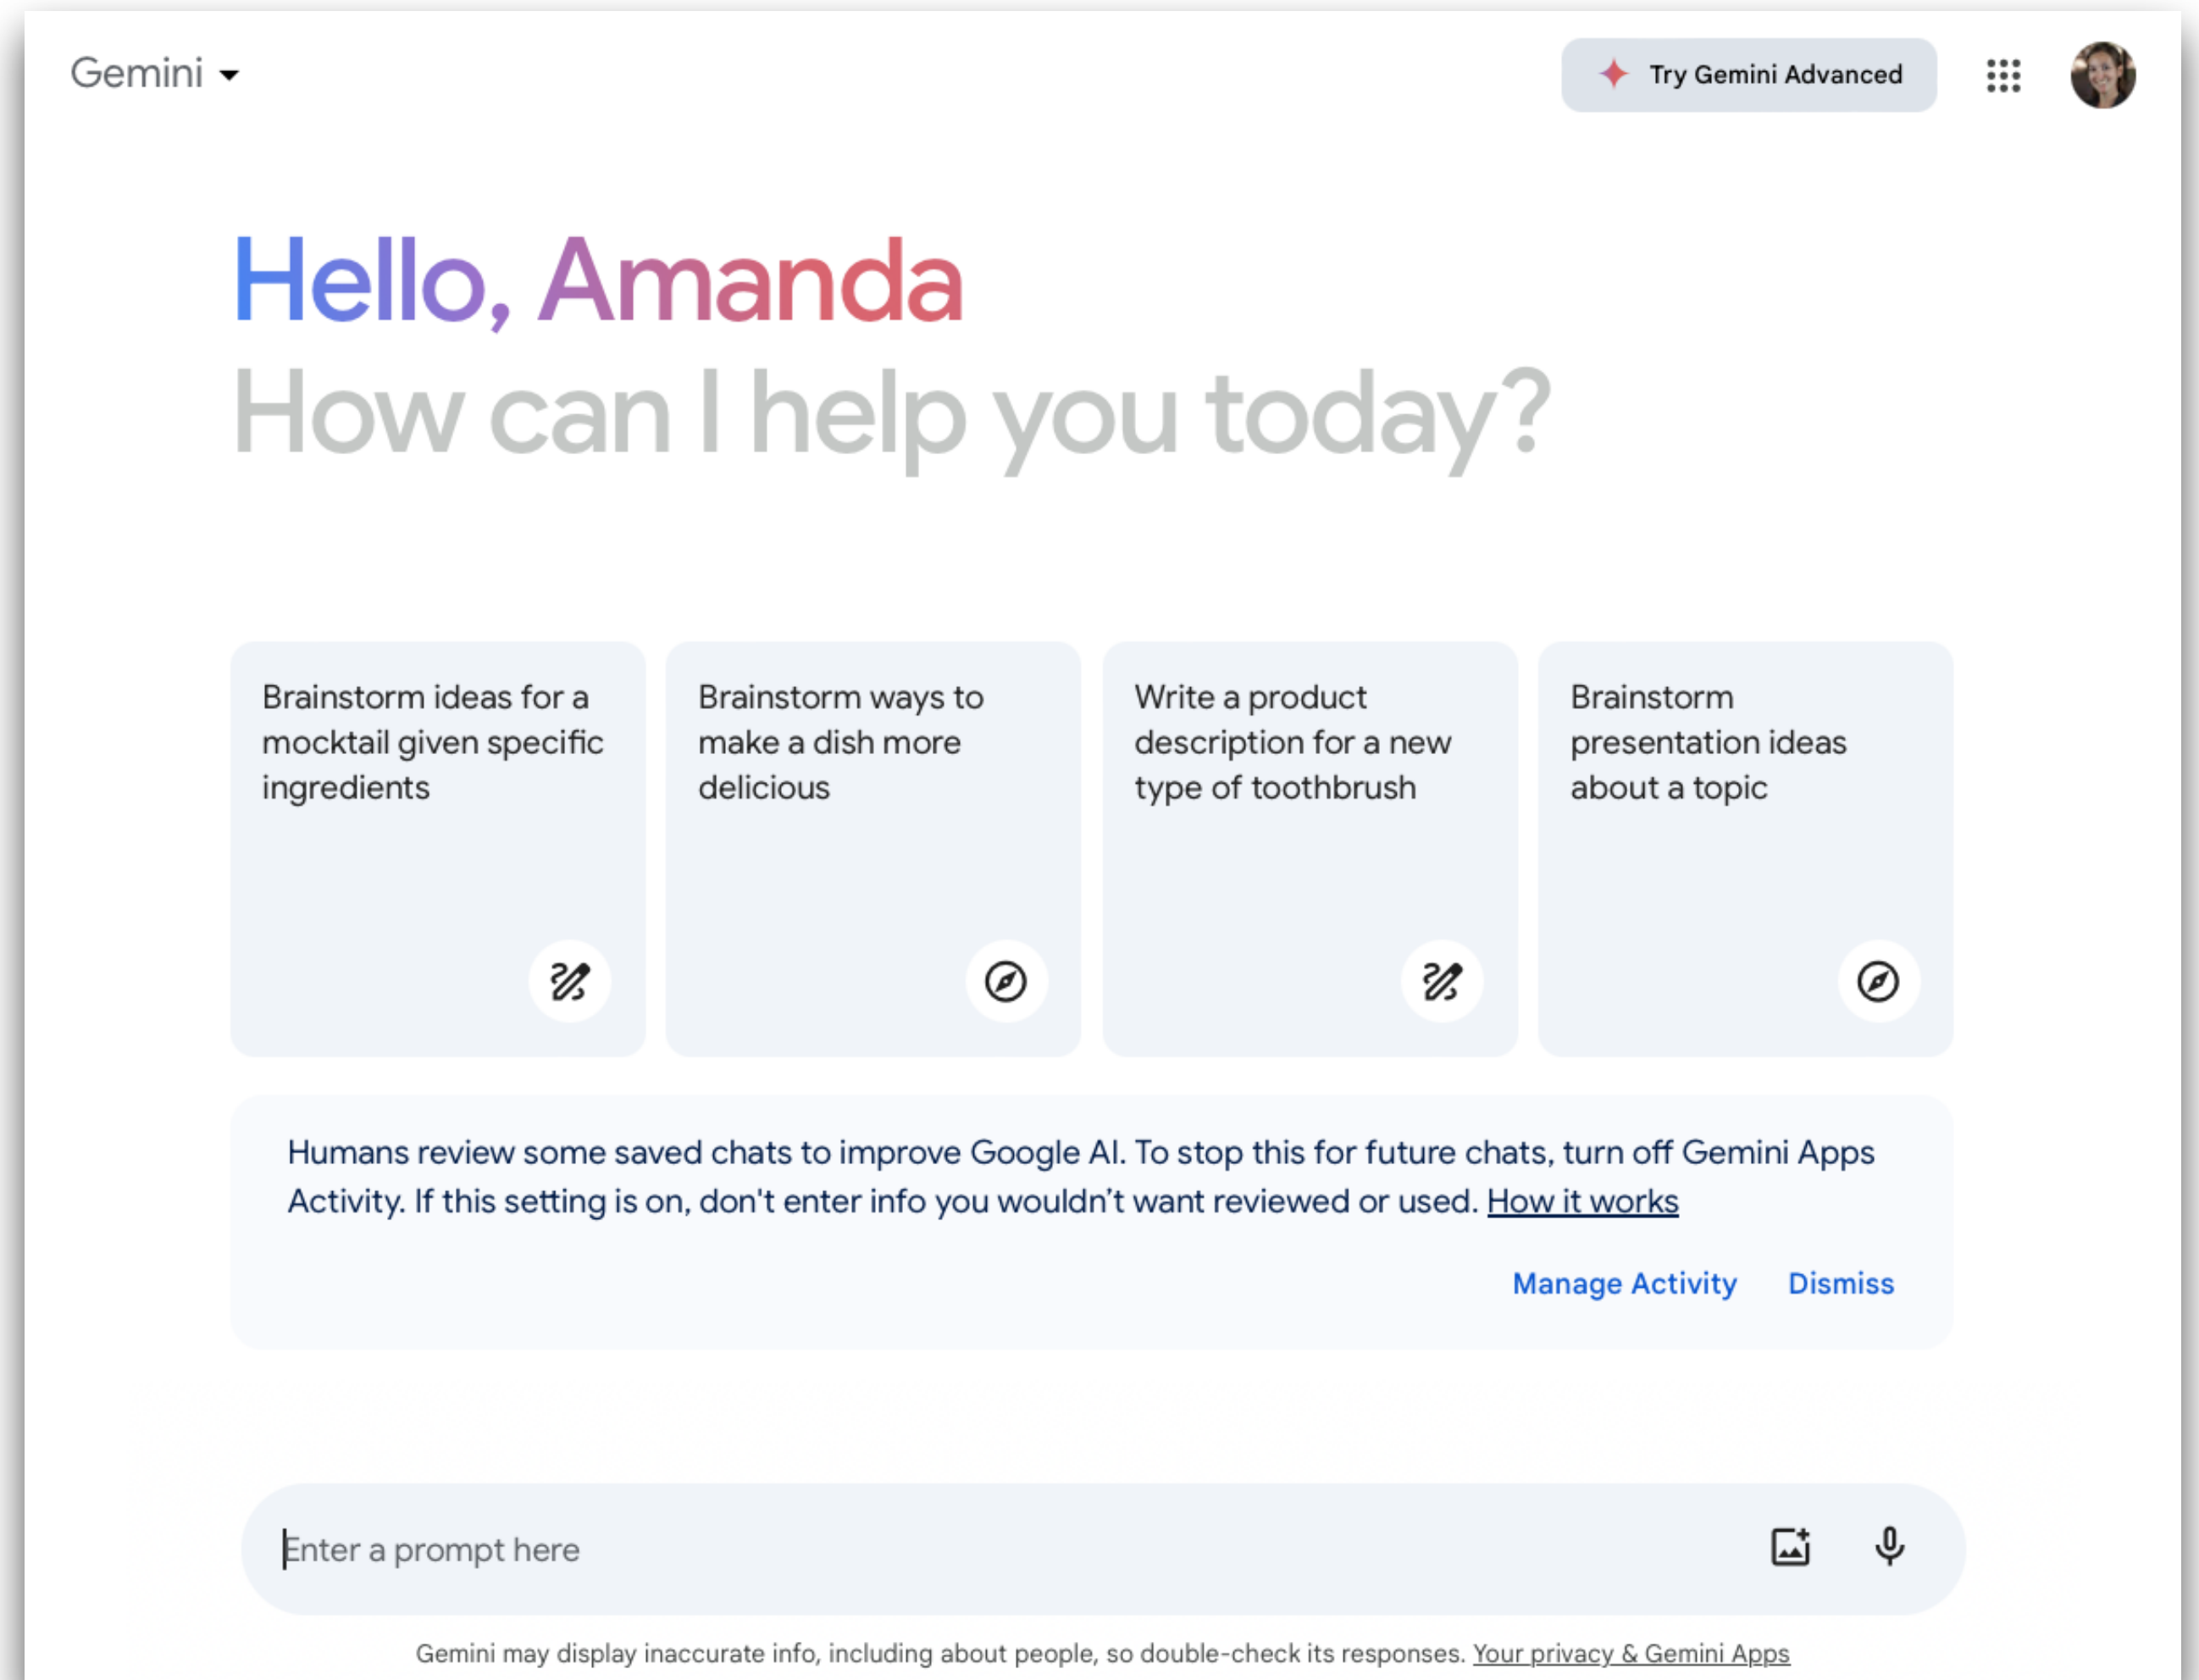 Gemini
Try Gemini Advanced
Hello, Amanda
How can I help you today?
Brainstorm ideas for a
mocktail given specific
ingredients
Brainstorm ways to
make a dish more
delicious
Write a product
description for a new
type of toothbrush
Brainstorm
presentation ideas
about a topic
Humans review some saved chats to improve Google AI. To stop this for future chats, turn off Gemini Apps
Activity. If this setting is on, don't enter info you wouldn’t want reviewed or used. How it works
Manage Activity Dismiss
Enter a prompt here
Gemini may display inaccurate info, including about people, so double-check its responses. Your privacy & Gemini Apps